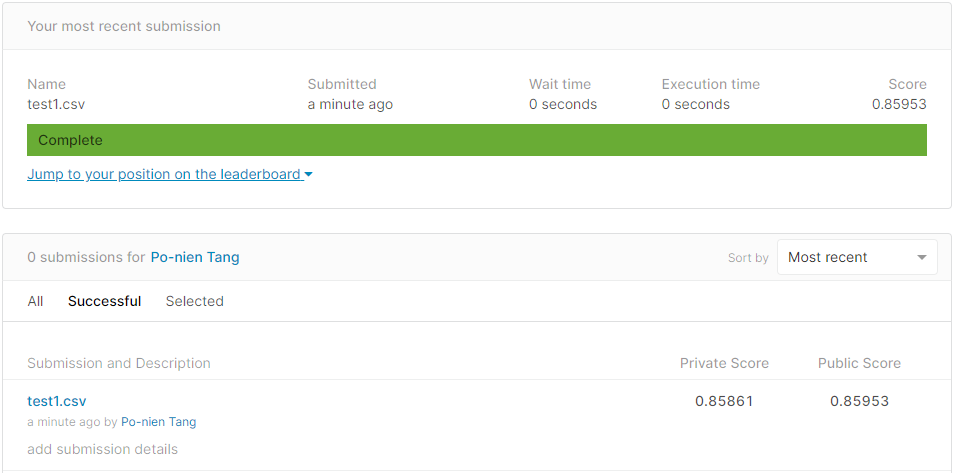 Your most recent submission
Name Submitted Wait time Execution time Score
test1.csv a minute ago 0 seconds 0 seconds 0.85953
Complete
Jump to your position on the leaderboard
0 submissions for Po-nien Tang Sort by Most recent
All Successful Selected
Submission and Description Private Score Public Score
test1.csv 0.85861 0.85953
a minute ago by Po-nien Tang
add submission details